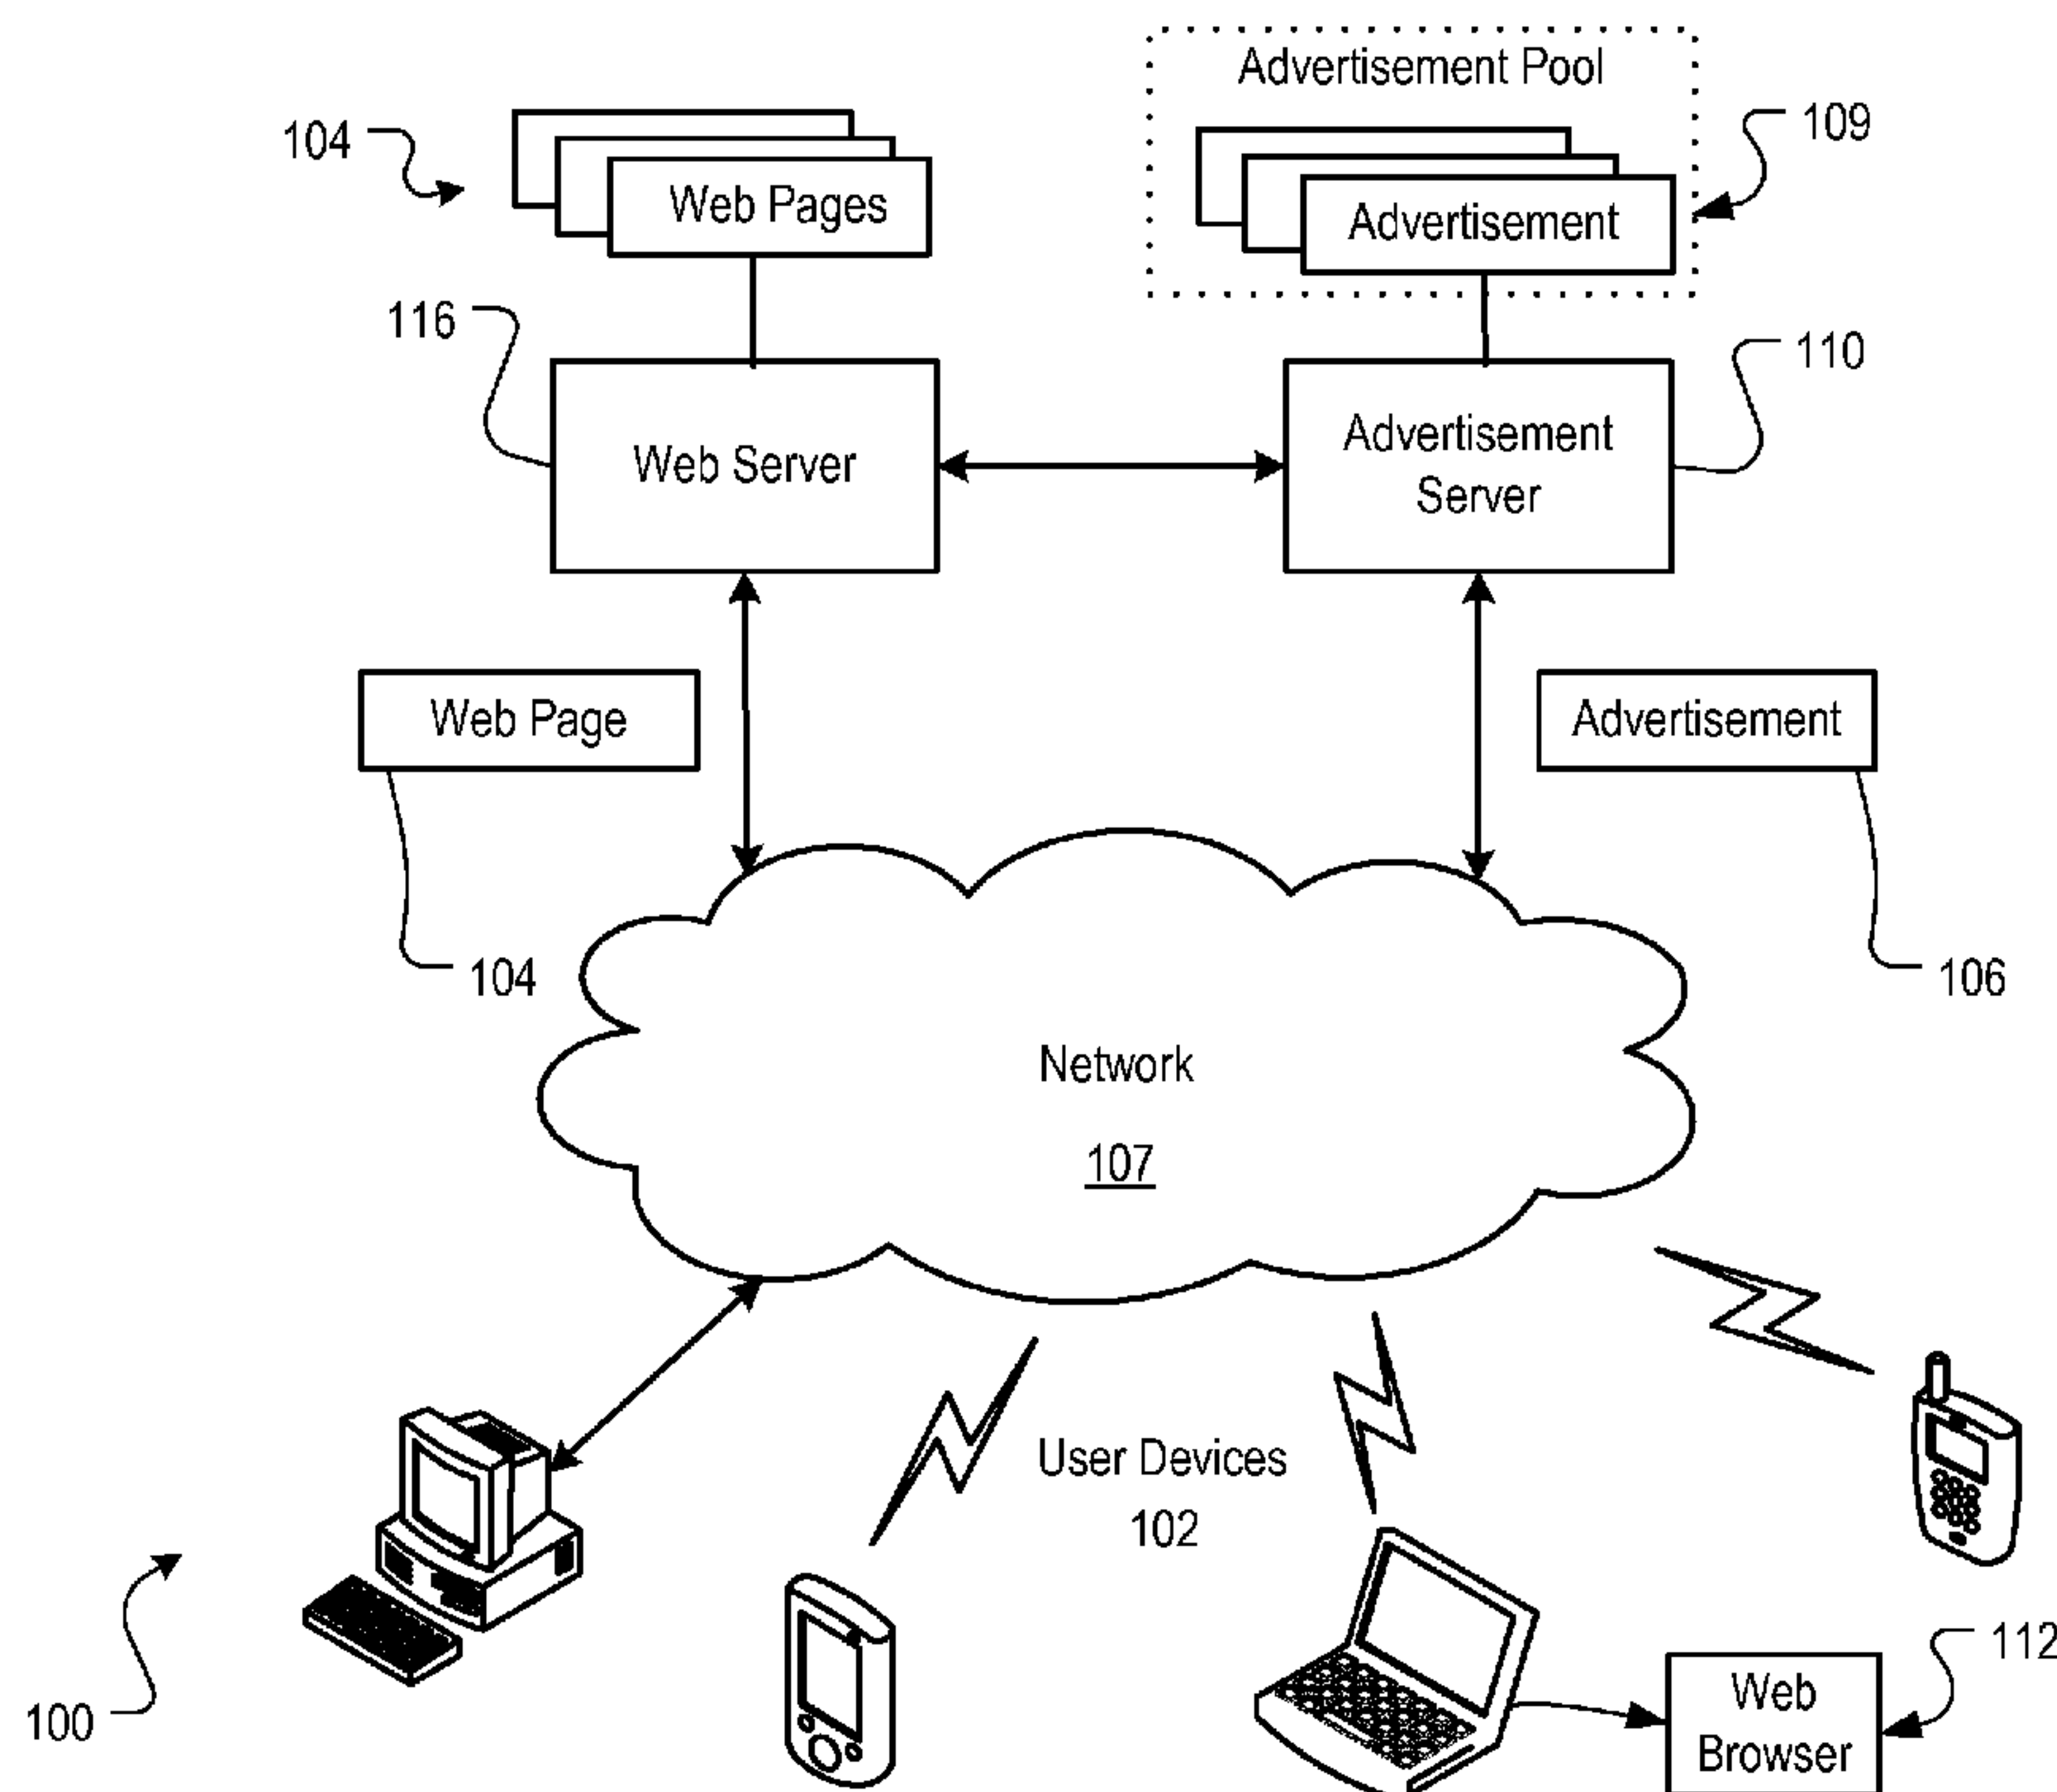 Advertisement Pool
104
109
Web Pages
Advertisement
116
110
Web Server
Advertisement
Server
Web Page
Advertisement
104
106
Network
107
User Devices
102
100
112
Web
Browser